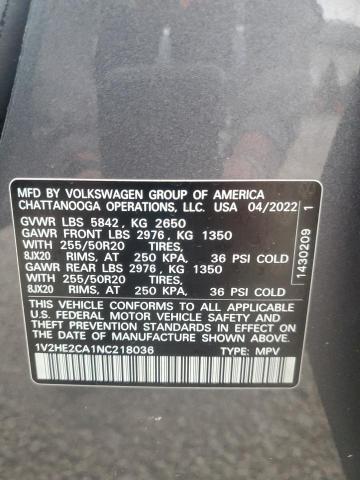 MFD BY VOLKSWAGEN GROUP OF AMERICA
CHATTANOOGA OPERATIONS, LLC. USA 04/2022
GVWR LBS 5842, KG 2650
GAWR FRONT LBS 2976, KG 1350
WITH 255/50R20 TIRES,
8JX20 RIMS, AT 250 KPA, 36 PSI COLD
GAWR REAR LBS 2976, KG 1350
WITH 255/50R20 TIRES,
8JX20 RIMS, AT 250 KPA, 36 PSI COLD
THIS VEHICLE CONFORMS TO ALL APPLICABLE
U.S. FEDERAL MOTOR VEHICLE SAFETY AND
THEFT PREVENTION STANDARDS IN EFFECT
ON THE DATE OF MANUFACTURE SHOWN ABOVE.
1V2HE2CA1NC218036 TYPE: MPV
1430209 1